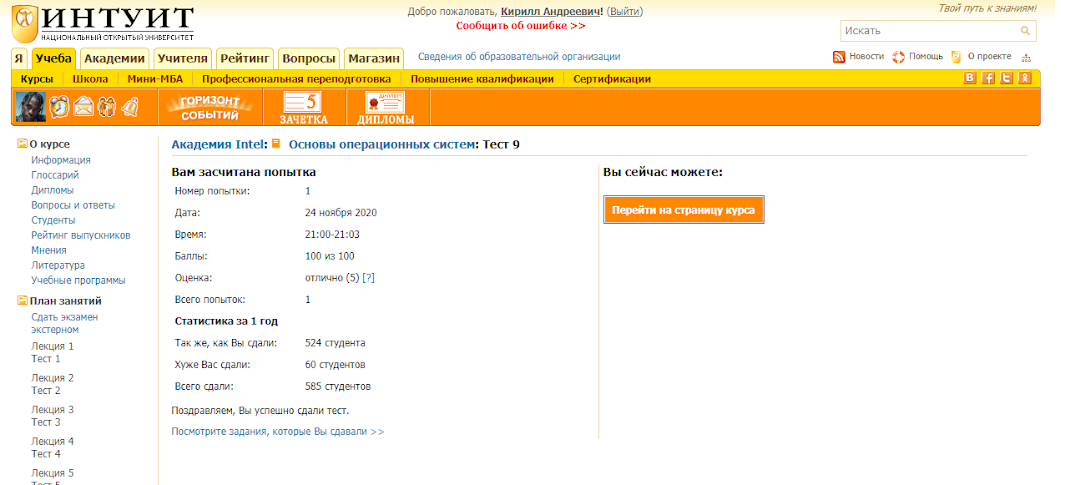 ИНТУИТ
НАЦИОНАЛЬНЫЙ ОТКРЫТЫЙ УНИВЕРСИТЕТ
Добро пожаловать, Кирилл Андреевич! (Выйти)
Сообщить об ошибке >>
Твой путь к знаниям!
Искать
Я Учеба Академии Учителя Рейтинг Вопросы Магазин Сведения об образовательной организации
Новости Помощь О проекте
Курсы Школа Мини-МБА Профессиональная переподготовка Повышение квалификации Сертификации
ГОРИЗОНТ
СОБЫТИЙ
5
ЗАЧЕТКА
ДИПЛОМ
ДИПЛОМЫ
О курсе
Информация
Глоссарий
Дипломы
Вопросы и ответы
Студенты
Рейтинг выпускников
Мнения
Литература
Учебные программы
План занятий
Сдать экзамен
экстерном
Лекция 1
Тест 1
Лекция 2
Тест 2
Лекция 3
Тест 3
Лекция 4
Тест 4
Лекция 5
Тест 5
Академия Intel: Основы операционных систем: Тест 9
Вам засчитана попытка
Номер попытки: 1
Дата: 24 ноября 2020
Время: 21:00-21:03
Баллы: 100 из 100
Оценка: отлично (5) [?]
Всего попыток: 1
Статистика за 1 год
Так же, как Вы сдали: 524 студента
Хуже Вас сдали: 60 студентов
Всего сдали: 585 студентов
Поздравляем, Вы успешно сдали тест.
Посмотрите задания, которые Вы сдавали >>
Вы сейчас можете:
Перейти на страницу курса